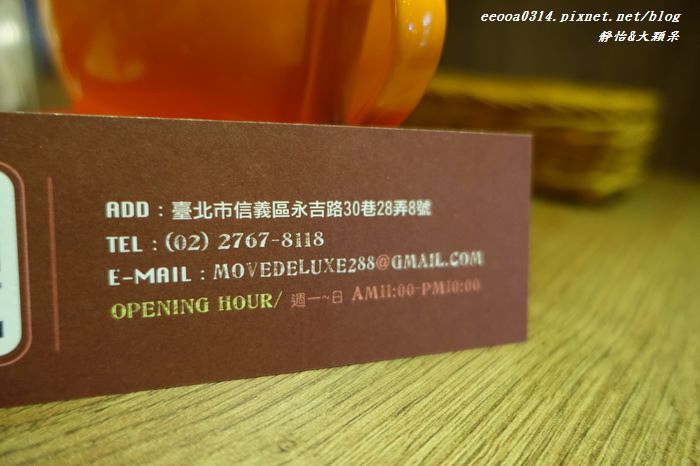 eeooa0314.pixnet.net/blog
靜怡&大顆呆
ADD：臺北市信義區永吉路30巷28弄8號
TEL：(02) 2767-8118
E-MAIL：MOVEDELUXE288@GMAIL.COM
OPENING HOUR/ 週一~日 AM11:00-PM10:00